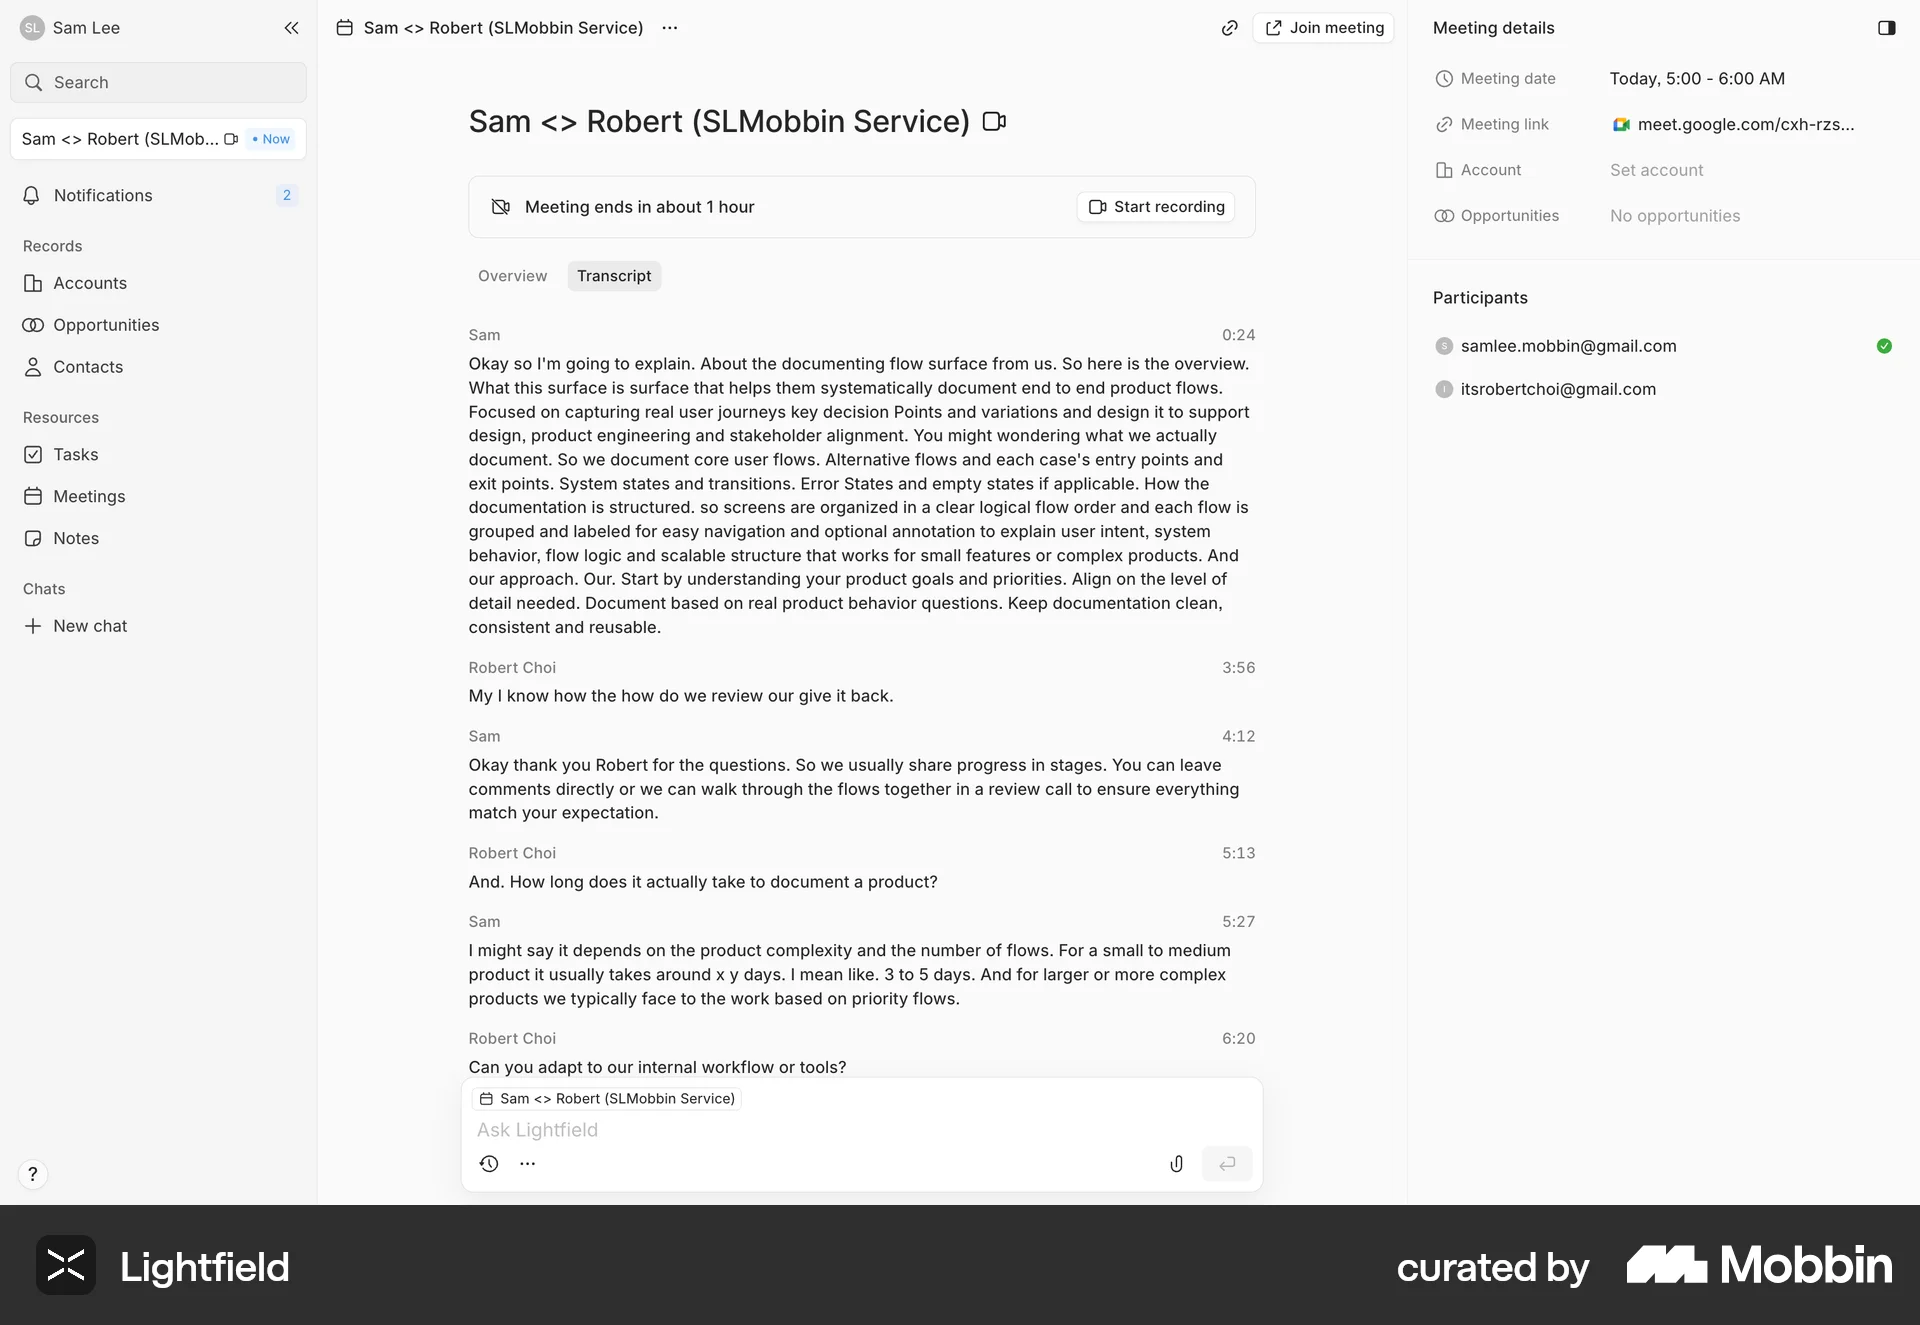 SL Sam Lee
Search
Sam <> Robert (SLMob... • Now
Notifications 2
Records
Accounts
Opportunities
Contacts
Resources
Tasks
Meetings
Notes
Chats
New chat
?
Sam <> Robert (SLMobbin Service) ...
Join meeting
Sam <> Robert (SLMobbin Service)
Meeting ends in about 1 hour
Start recording
Overview Transcript
Sam 0:24
Okay so I'm going to explain. About the documenting flow surface from us. So here is the overview.
What this surface is surface that helps them systematically document end to end product flows.
Focused on capturing real user journeys key decision Points and variations and design it to support
design, product engineering and stakeholder alignment. You might wondering what we actually
document. So we document core user flows. Alternative flows and each case's entry points and
exit points. System states and transitions. Error States and empty states if applicable. How the
documentation is structured. so screens are organized in a clear logical flow order and each flow is
grouped and labeled for easy navigation and optional annotation to explain user intent, system
behavior, flow logic and scalable structure that works for small features or complex products. And
our approach. Our. Start by understanding your product goals and priorities. Align on the level of
detail needed. Document based on real product behavior questions. Keep documentation clean,
consistent and reusable.
Robert Choi 3:56
My I know how the how do we review our give it back.
Sam 4:12
Okay thank you Robert for the questions. So we usually share progress in stages. You can leave
comments directly or we can walk through the flows together in a review call to ensure everything
match your expectation.
Robert Choi 5:13
And. How long does it actually take to document a product?
Sam 5:27
I might say it depends on the product complexity and the number of flows. For a small to medium
product it usually takes around x y days. I mean like. 3 to 5 days. And for larger or more complex
products we typically face to the work based on priority flows.
Robert Choi 6:20
Can you adapt to our internal workflow or tools?
Sam <> Robert (SLMobbin Service)
Ask Lightfield
...
Meeting details
Meeting date Today, 5:00 - 6:00 AM
Meeting link meet.google.com/cxh-rzs...
Account Set account
Opportunities No opportunities
Participants
S samlee.mobbin@gmail.com
I itsrobertchoi@gmail.com
Lightfield
curated by Mobbin